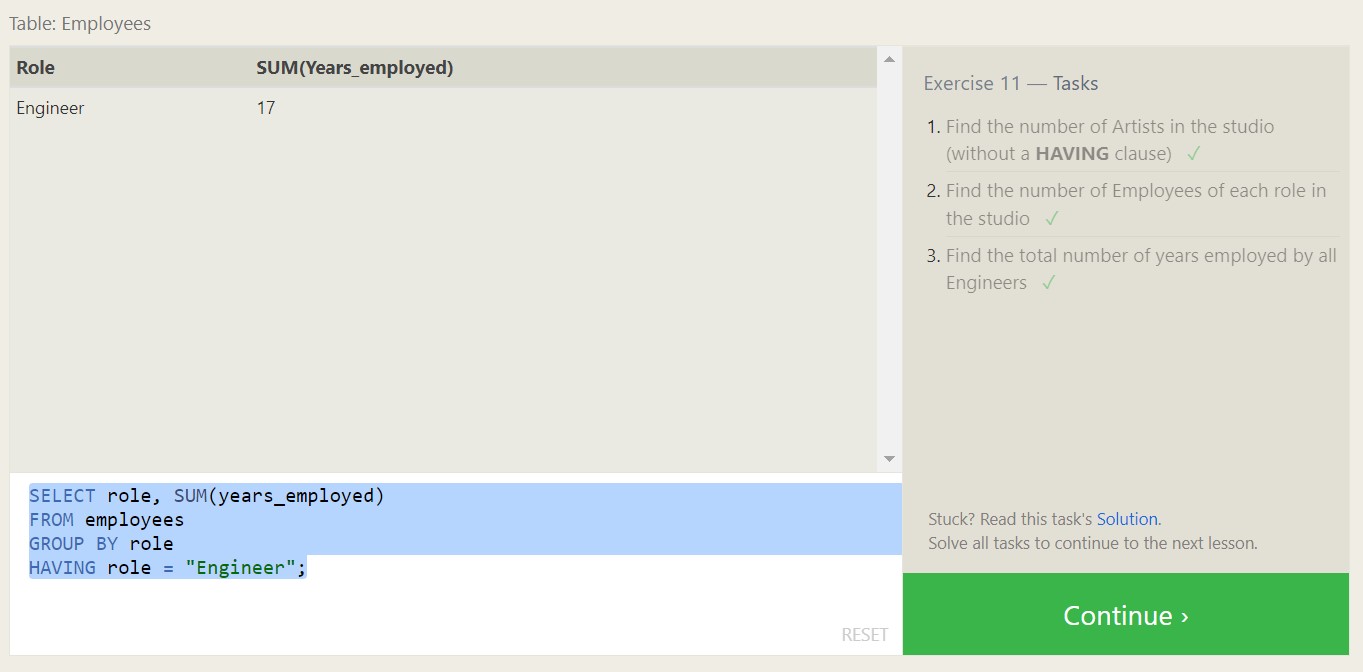 Table: Employees
Role SUM(Years_employed)
Engineer 17
SELECT role, SUM(years_employed)
FROM employees
GROUP BY role
HAVING role = "Engineer";
RESET
Exercise 11 — Tasks
1. Find the number of Artists in the studio
(without a HAVING clause) ✓
2. Find the number of Employees of each role in
the studio ✓
3. Find the total number of years employed by all
Engineers ✓
Stuck? Read this task's Solution.
Solve all tasks to continue to the next lesson.
Continue ›